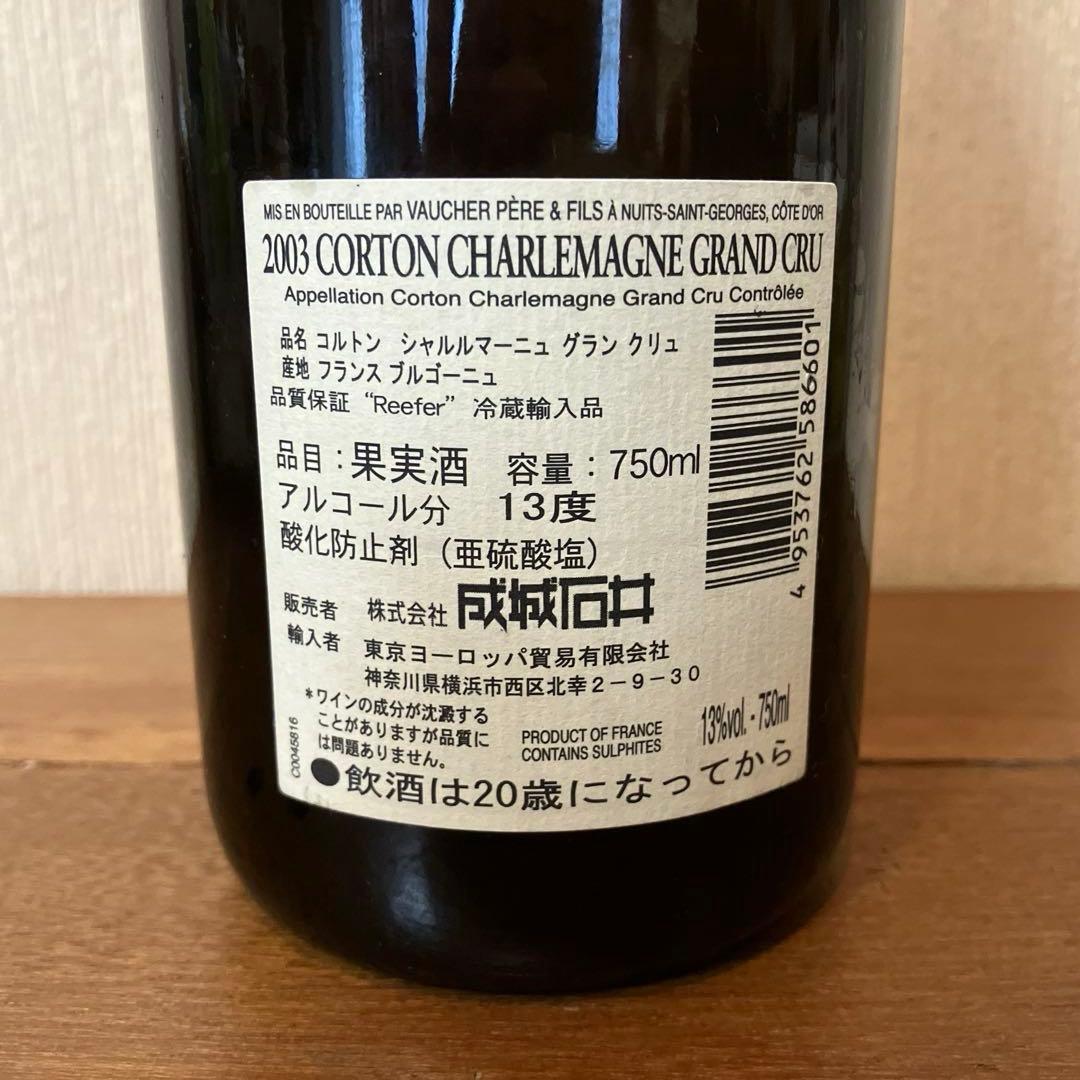 MIS EN BOUTEILLE PAR VAUCHER PÈRE & FILS À NUITS-SAINT-GEORGES, CÔTE D'OR
2003 CORTON CHARLEMAGNE GRAND CRU
Appellation Corton Charlemagne Grand Cru Contrôlée
品名 コルトン シャルルマーニュ グラン クリュ
産地 フランス ブルゴーニュ
品質保証 “Reefer” 冷蔵輸入品
品目:果実酒 容量:750ml
アルコール分 13度
酸化防止剤(亜硫酸塩)
販売者 株式会社 成城石井
輸入者 東京ヨーロッパ貿易有限会社
神奈川県横浜市西区北幸2-9-30
*ワインの成分が沈澱する
ことがありますが品質に
は問題ありません。
PRODUCT OF FRANCE
CONTAINS SULPHITES
13%vol. - 750ml
●飲酒は20歳になってから
C0045816
4 953762 586601